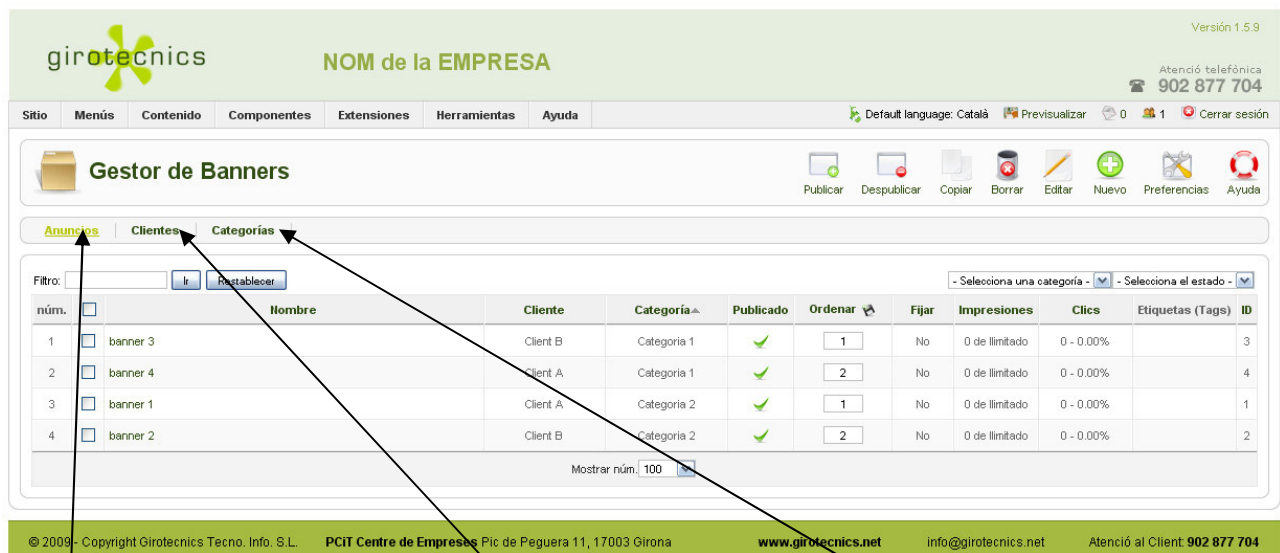 Versión 1.5.9
girotecnics
NOM de la EMPRESA
Atenció telefònica
902 877 704
Sitio Menús Contenido Componentes Extensiones Herramientas Ayuda Default language: Català Previsualizar 0 1 Cerrar sesión
Gestor de Banners
Publicar Despublicar Copiar Borrar Editar Nuevo Preferencias Ayuda
Anuncios Clientes Categorías
Filtro: Ir Restablecer - Selecciona una categoría - - Selecciona el estado -
núm. Nombre Cliente Categoría Publicado Ordenar Fijar Impresiones Clics Etiquetas (Tags) ID
1 banner 3 Client B Categoria 1 1 No 0 de Ilimitado 0 - 0.00% 3
2 banner 4 Client A Categoria 1 2 No 0 de Ilimitado 0 - 0.00% 4
3 banner 1 Client A Categoria 2 1 No 0 de Ilimitado 0 - 0.00% 1
4 banner 2 Client B Categoria 2 2 No 0 de Ilimitado 0 - 0.00% 2
Mostrar núm. 100
© 2009 - Copyright Girotecnics Tecno. Info. S.L. PCiT Centre de Empreses Pic de Peguera 11, 17003 Girona www.girotecnics.net info@girotecnics.net Atenció al Client: 902 877 704